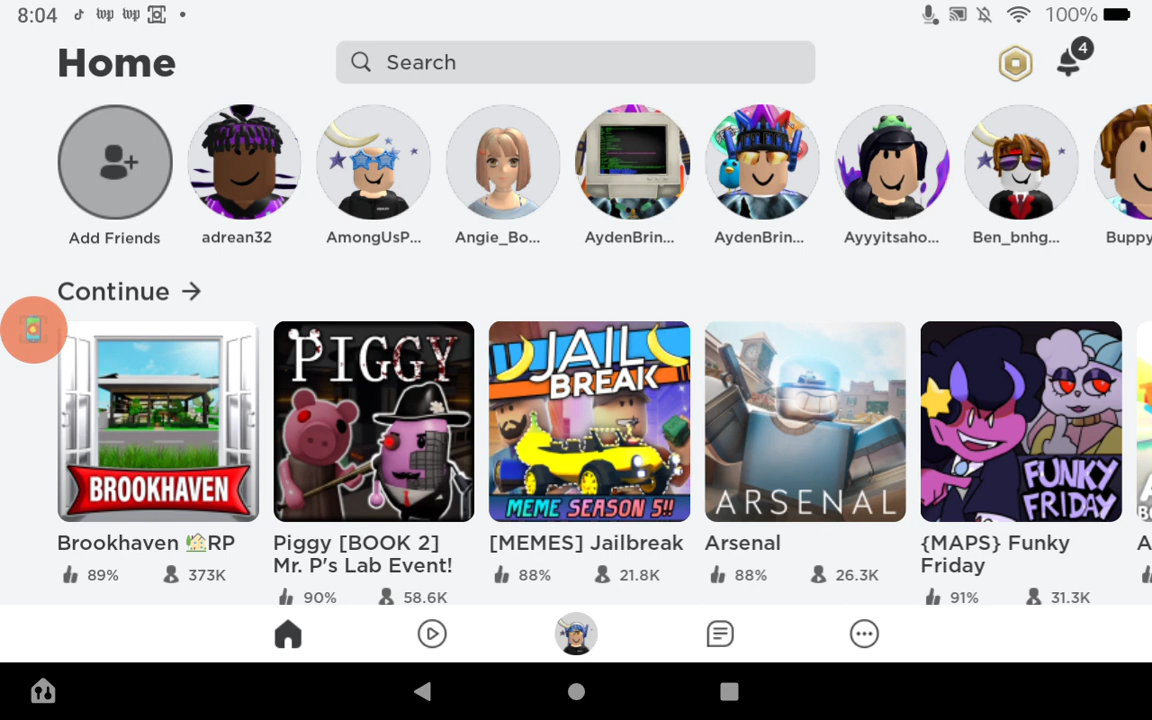 8:04
100%
Home
Search
4
Add Friends
adrean32
AmongUsP...
Angie_Bo...
AydenBrin...
AydenBrin...
Ayyyitsaho...
Ben_bnhg...
Buppy
Continue →
BROOKHAVEN
PIGGY
JAIL
BREAK
MEME SEASON 5!!
ARSENAL
FUNKY
FRIDAY
Brookhaven 🏡RP
89% 373K
Piggy [BOOK 2]
Mr. P's Lab Event!
90% 58.6K
[MEMES] Jailbreak
88% 21.8K
Arsenal
88% 26.3K
{MAPS} Funky
Friday
91% 31.3K
A